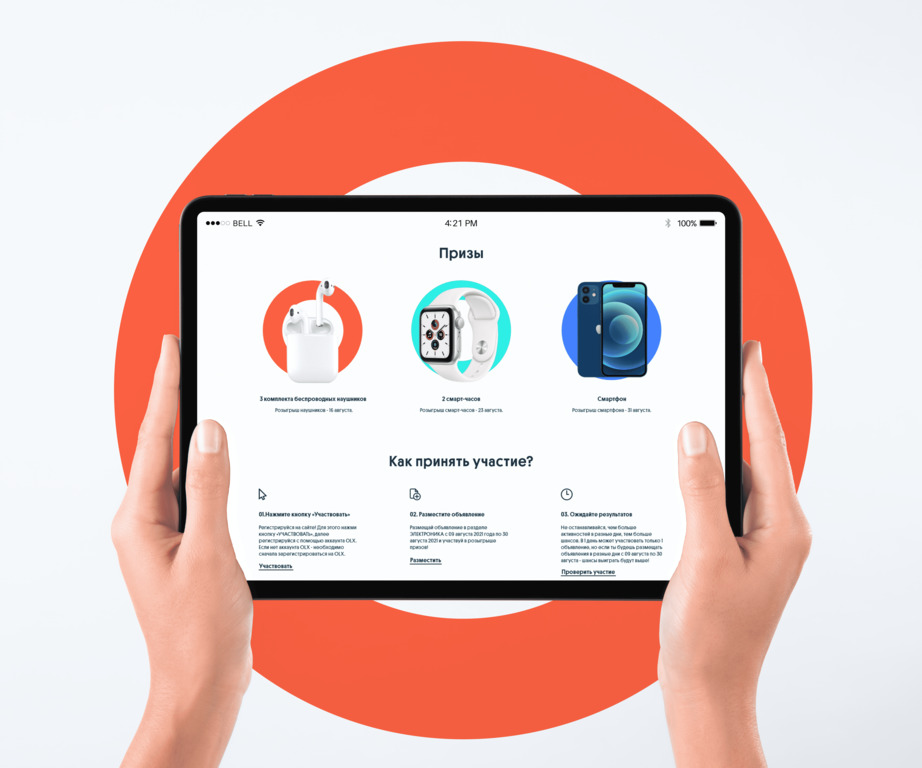 BELL 4:21 PM 100%
Призы
3 комплекта беспроводных наушников
Розыгрыш наушников - 16 августа.
2 смарт-часов
Розыгрыш смарт-часов - 23 августа.
Смартфон
Розыгрыш смартфона - 31 августа.
Как принять участие?
01.Нажмите кнопку «Участвовать»
Регистрируйся на сайте! Для этого нажми
кнопку «УЧАСТВОВАТЬ», далее
регистрируйся с помощью аккаунта OLX.
Если нет аккаунта OLX - необходимо
сначала зарегистрироваться на OLX.
Участвовать
02. Разместите объявление
Размещай объявление в разделе
ЭЛЕКТРОНИКА с 09 августа 2021 года по 30
августа 2021 и участвуй в розыгрыше
призов!
Разместить
03. Ожидайте результатов
Не останавливайся, чем больше
активностей в разные дни, тем больше
шансов. В 1 день может участвовать только 1
объявление, но если ты будешь размещать
объявления в разные дни с 09 августа по 30
августа - шансы выиграть будут выше!
Проверить участие